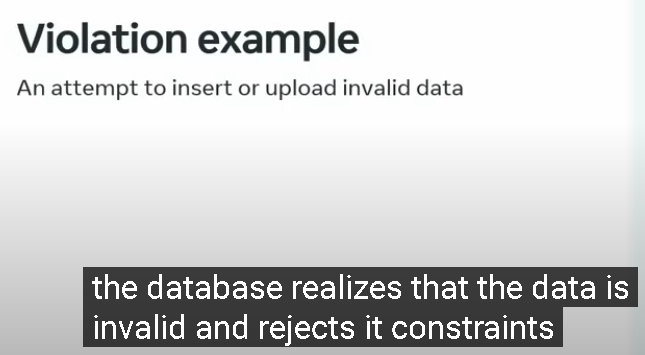 Violation example
An attempt to insert or upload invalid data
the database realizes that the data is
invalid and rejects it constraints